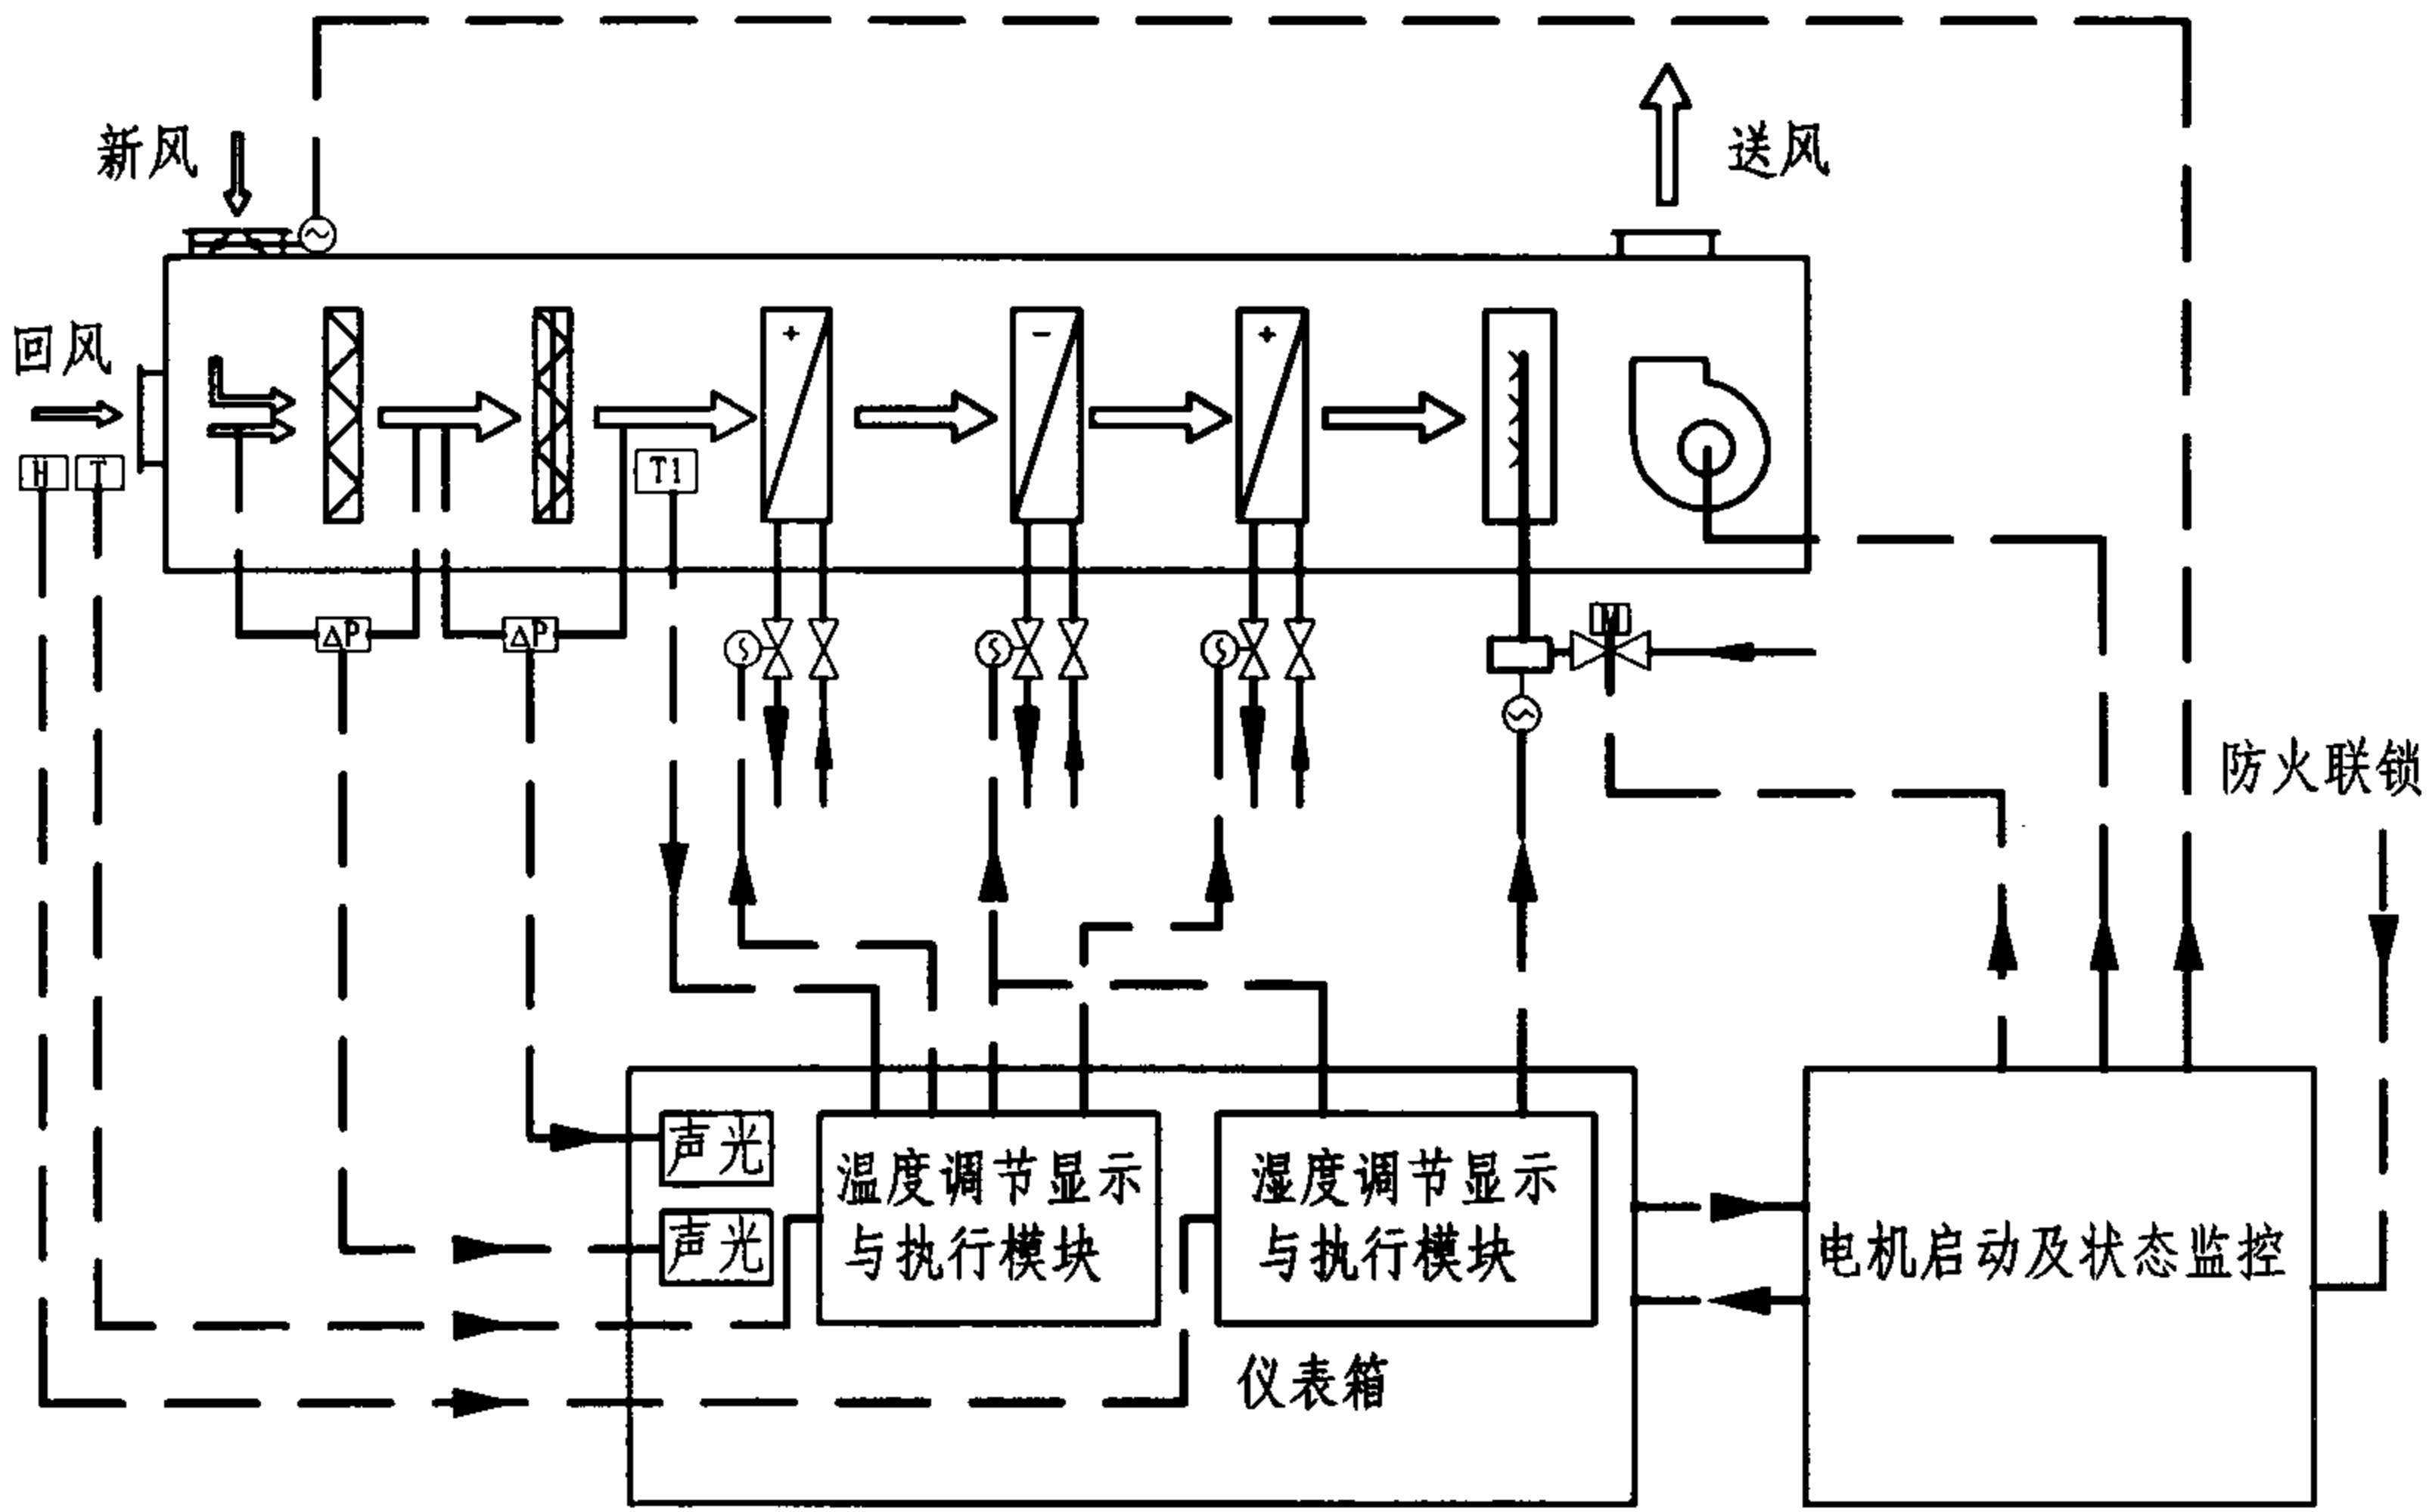 新风
送风
回风
+
-
+
H
T
T1
ΔP
ΔP
M
防火联锁
声光
声光
温度调节显示
与执行模块
湿度调节显示
与执行模块
电机启动及状态监控
仪表箱